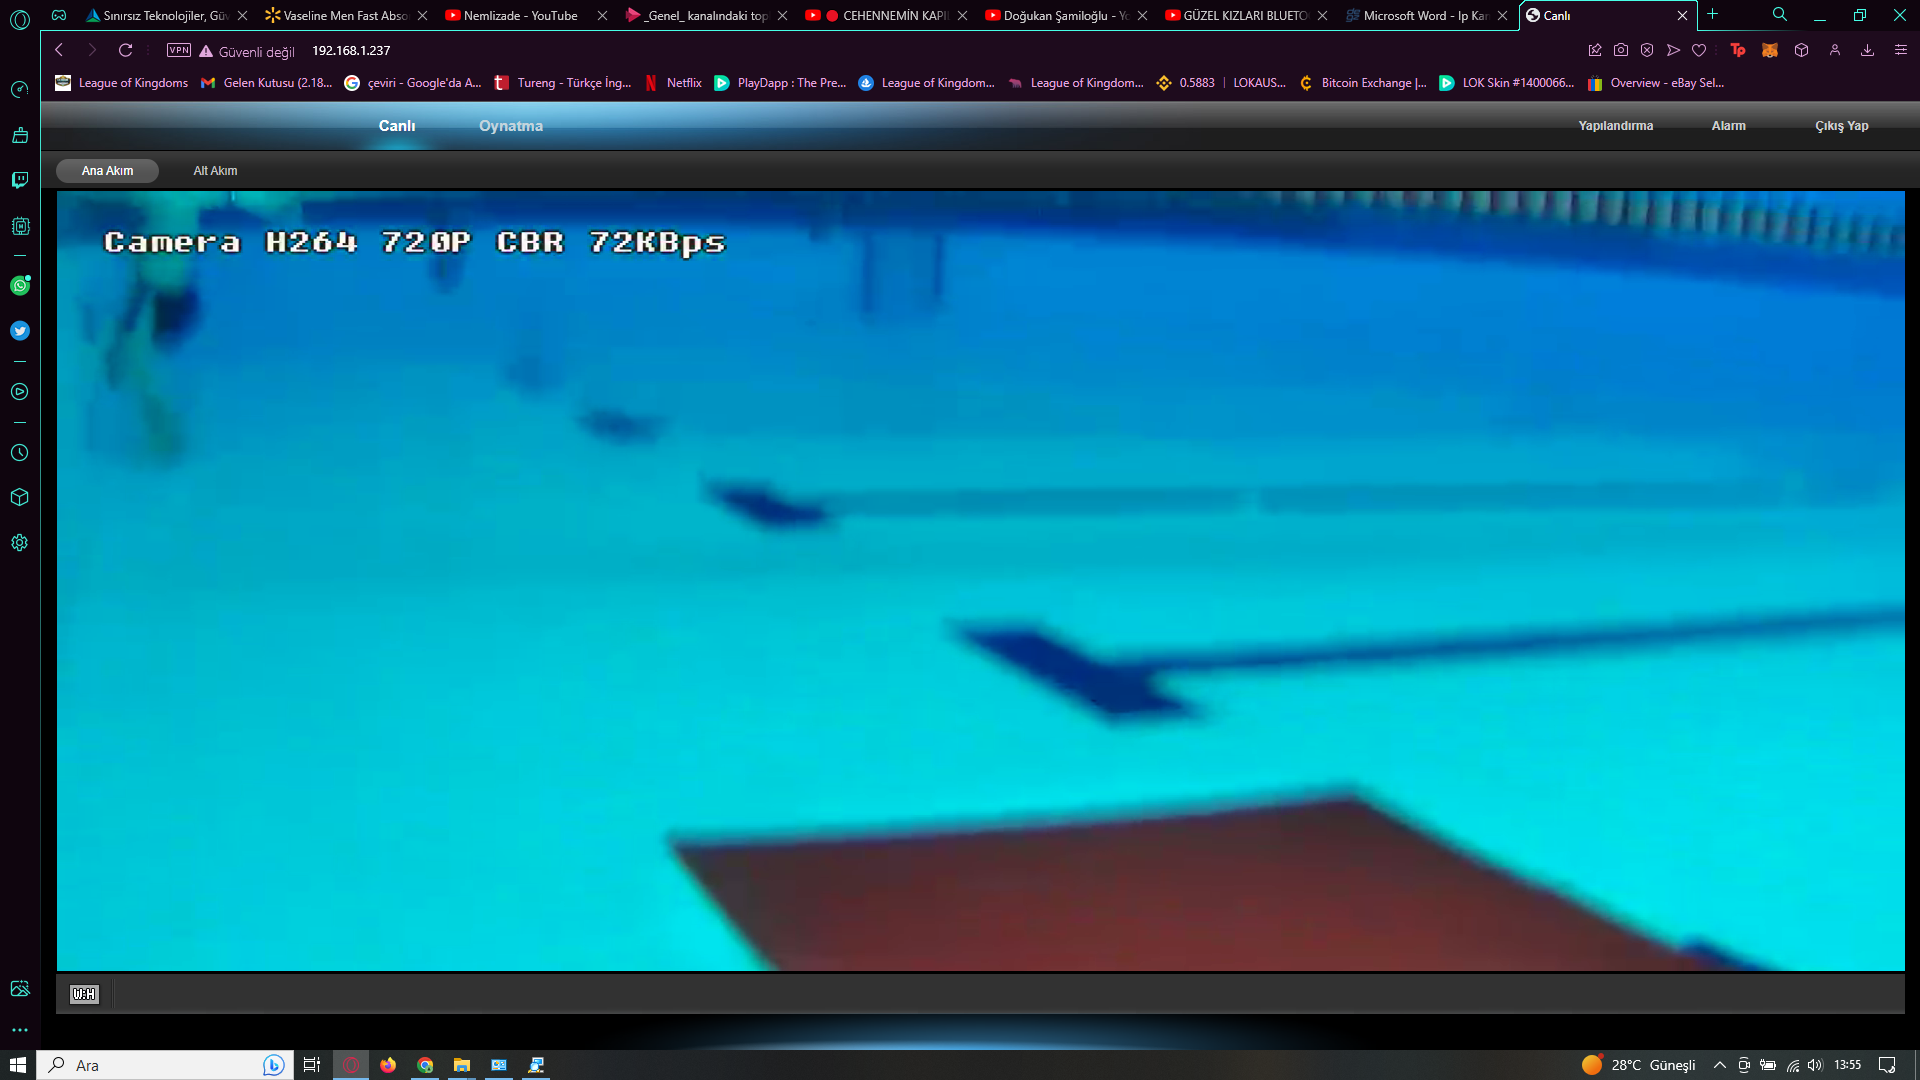 Sınırsız Teknolojiler, Gü
Vaseline Men Fast Abso
Nemlizade - YouTube
_Genel_ kanalındaki top
CEHENNEMİN KAPI
Doğukan Şamiloğlu - Yo
GÜZEL KIZLARI BLUETO
Microsoft Word - Ip Kan
Canlı
VPN
Güvenli değil
192.168.1.237
League of Kingdoms
Gelen Kutusu (2.18...
çeviri - Google'da A...
Tureng - Türkçe İng...
Netflix
PlayDapp : The Pre...
League of Kingdom...
League of Kingdom...
0.5883 | LOKAUS...
Bitcoin Exchange |...
LOK Skin #1400066...
Overview - eBay Sel...
Canlı
Oynatma
Yapılandırma
Alarm
Çıkış Yap
Ana Akım
Alt Akım
Camera H264 720P CBR 72KBps
W:H
Ara
28°C Güneşli
13:55